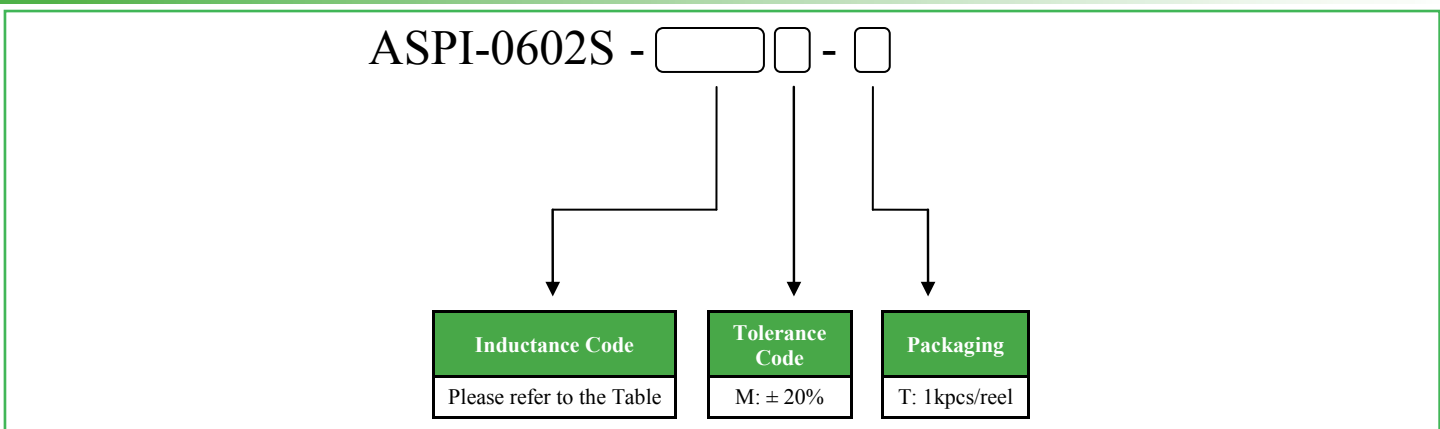 ASPI-0602S - -
Inductance Code
Please refer to the Table
Tolerance
Code
M: ± 20%
Packaging
T: 1kpcs/reel